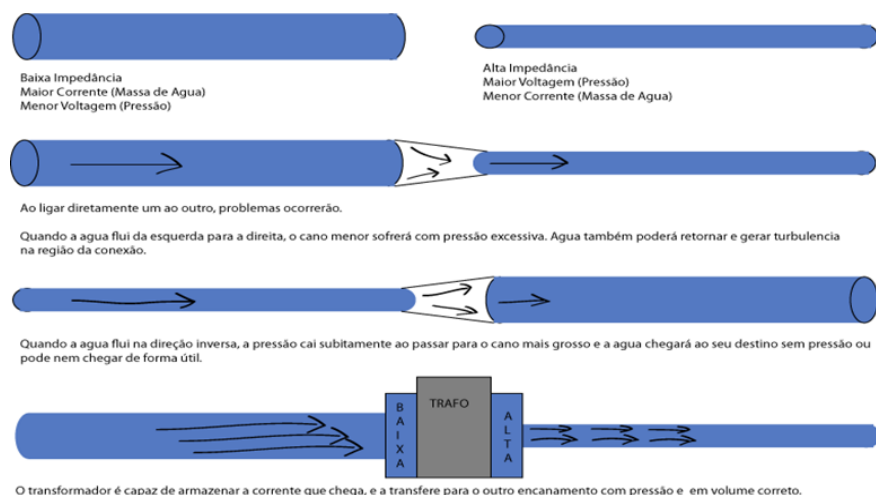 Baixa Impedância
Maior Corrente (Massa de Agua)
Menor Voltagem (Pressão)
Alta Impedância
Maior Voltagem (Pressão)
Menor Corrente (Massa de Agua)
Ao ligar diretamente um ao outro, problemas ocorrerão.
Quando a agua flui da esquerda para a direita, o cano menor sofrerá com pressão excessiva. Agua também poderá retornar e gerar turbulencia
na região da conexão.
Quando a agua flui na direção inversa, a pressão cai subitamente ao passar para o cano mais grosso e a agua chegará ao seu destino sem pressão ou
pode nem chegar de forma útil.
BAIXA
TRAFO
ALTA
O transformador é capaz de armazenar a corrente que chega, e a transfere para o outro encanamento com pressão e em volume correto.